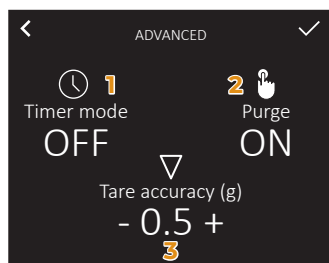 ADVANCED
1 2
Timer mode Purge
OFF ON
Tare accuracy (g)
- 0.5 +
3